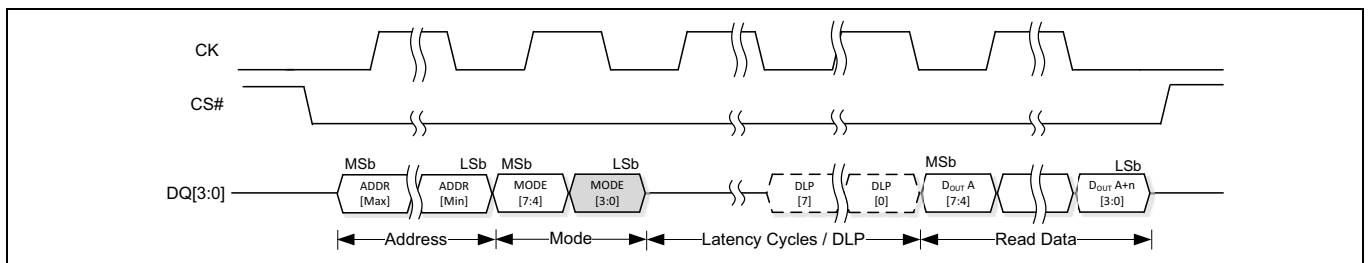 CK
CS#
MSb LSb MSb LSb MSb LSb
DQ[3:0] ADDR ADDR MODE MODE DLP DLP DOUT A DOUT A+n
[Max] [Min] [7:4] [3:0] [7] [0] [7:4] [3:0]
Address Mode Latency Cycles / DLP Read Data